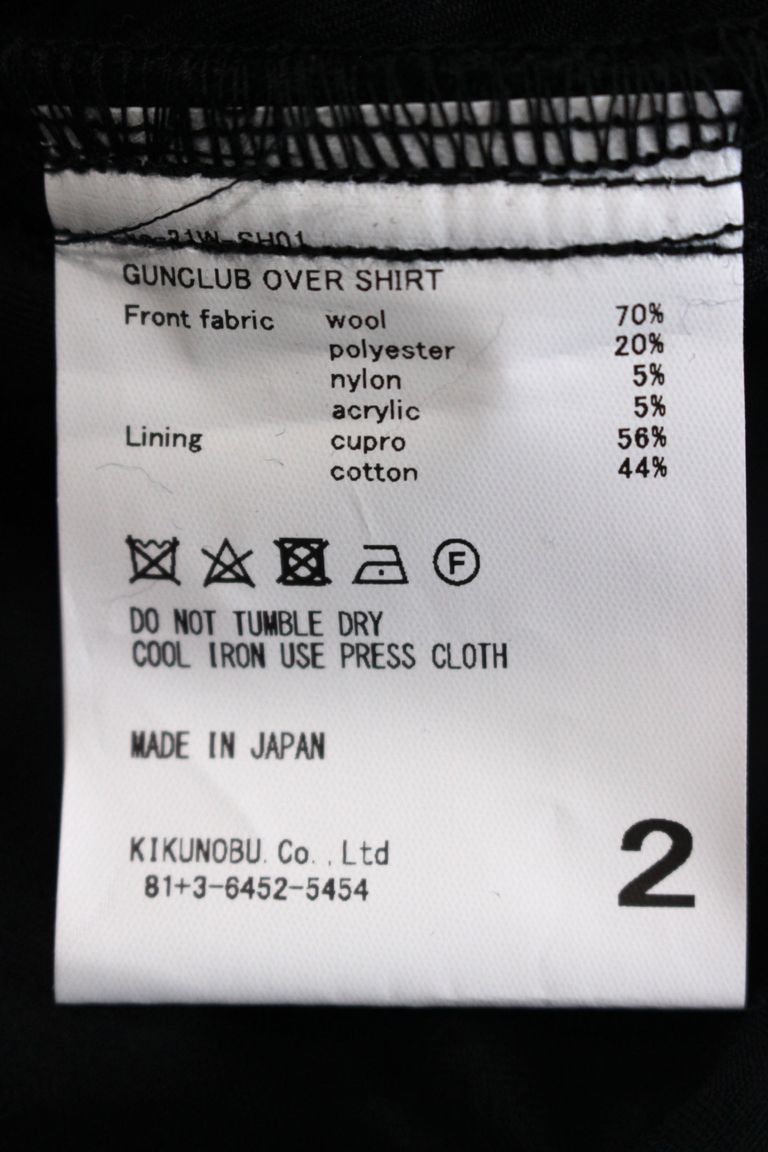 21W-SH01
GUNCLUB OVER SHIRT
Front fabric wool 70%
polyester 20%
nylon 5%
acrylic 5%
Lining cupro 56%
cotton 44%
F
DO NOT TUMBLE DRY
COOL IRON USE PRESS CLOTH
MADE IN JAPAN
KIKUNOBU. Co. , Ltd
81+3-6452-5454
2